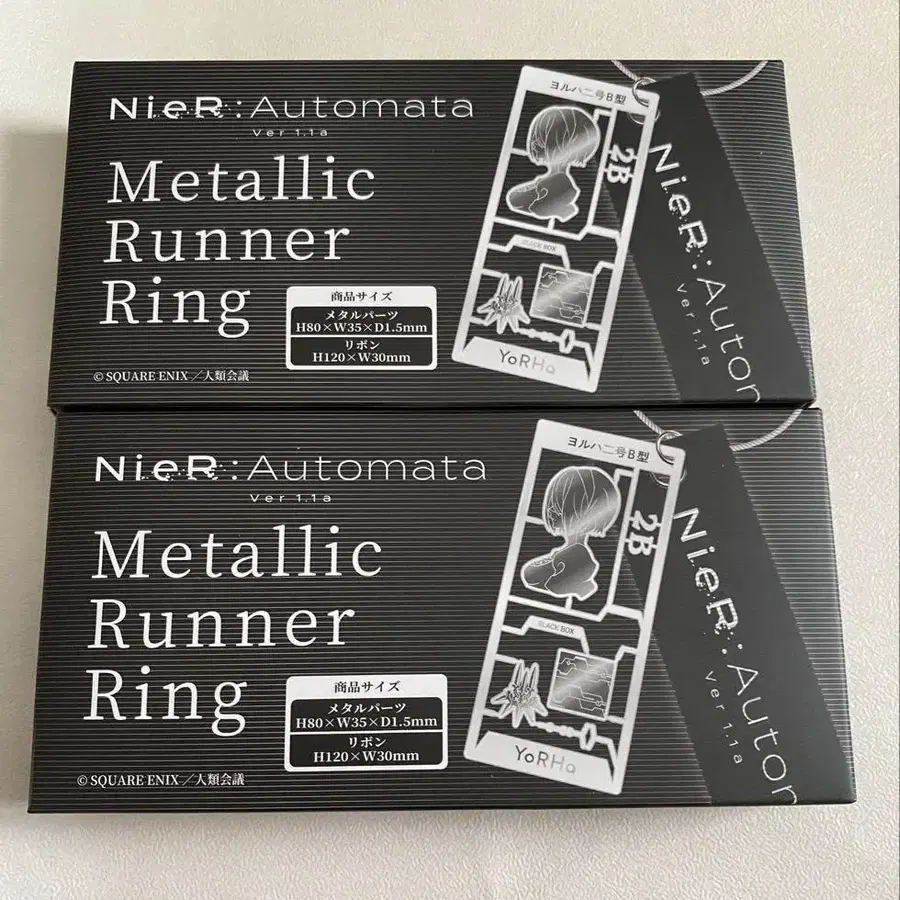 NieR:Automata
Ver 1.1a
Metallic
Runner
Ring
商品サイズ
メタルパーツ
H80×W35×D1.5mm
リボン
H120×W30mm
© SQUARE ENIX／人類会議
ヨルハ二号B型
2B
BLACK BOX
YoRHa
NieR:Autom
Ver 1.1a
NieR:Automata
Ver 1.1a
Metallic
Runner
Ring
商品サイズ
メタルパーツ
H80×W35×D1.5mm
リボン
H120×W30mm
© SQUARE ENIX／人類会議
ヨルハ二号B型
2B
BLACK BOX
YoRHa
NieR:Autom
Ver 1.1a